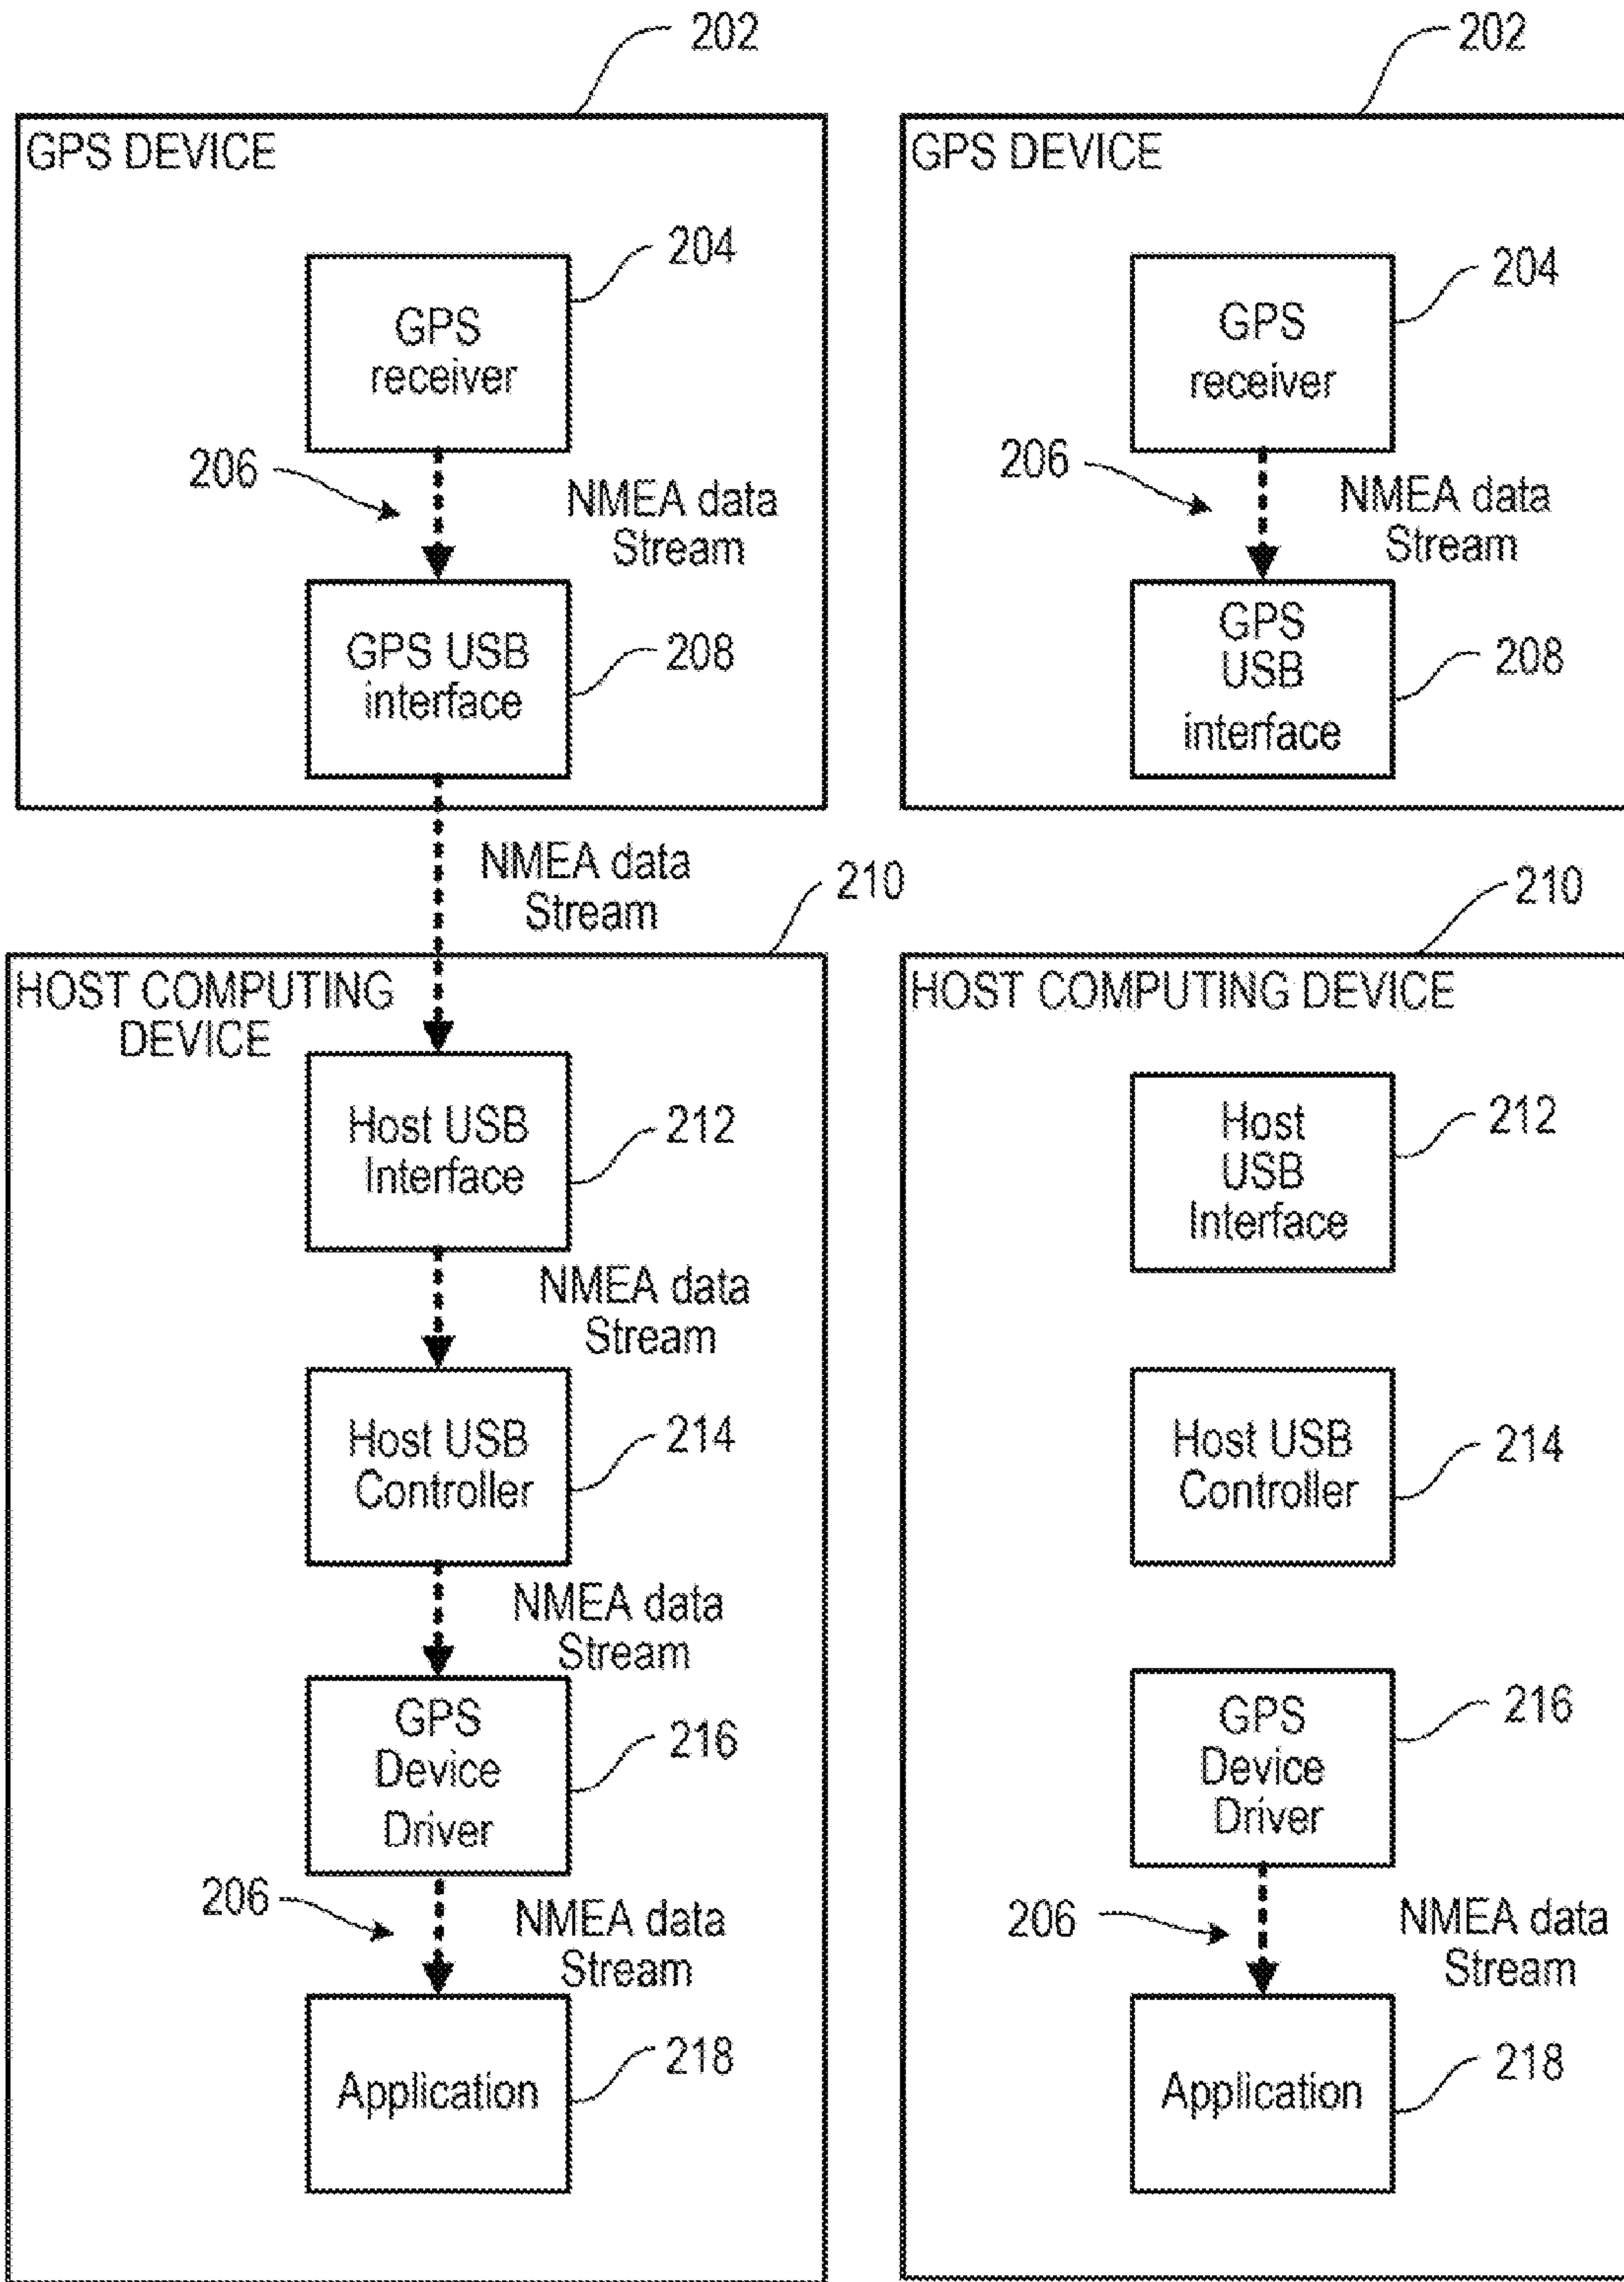 202
GPS DEVICE
204
GPS
receiver
206
NMEA data
Stream
GPS USB
interface
208
NMEA data
Stream
210
HOST COMPUTING
DEVICE
Host USB
Interface
212
NMEA data
Stream
Host USB
Controller
214
NMEA data
Stream
GPS
Device
Driver
216
206
NMEA data
Stream
Application
218
202
GPS DEVICE
204
GPS
receiver
206
NMEA data
Stream
GPS
USB
interface
208
210
HOST COMPUTING DEVICE
Host
USB
Interface
212
Host USB
Controller
214
GPS
Device
Driver
216
206
NMEA data
Stream
Application
218